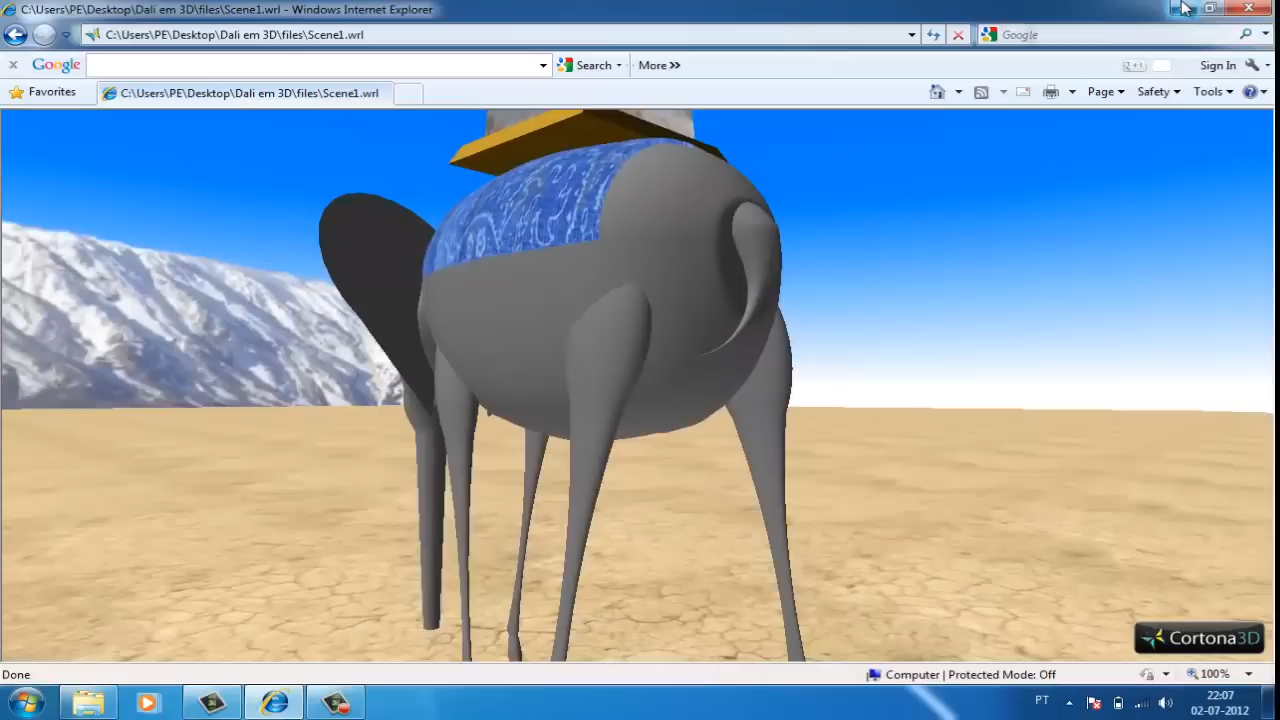 C:\Users\PE\Desktop\Dali em 3D\files\Scene1.wrl - Windows Internet Explorer
C:\Users\PE\Desktop\Dali em 3D\files\Scene1.wrl
Google
Google
Search
More »
+1
Sign In
Favorites
C:\Users\PE\Desktop\Dali em 3D\files\Scene1.wrl
Page
Safety
Tools
Cortona3D
Done
Computer | Protected Mode: Off
100%
PT
22:07
02-07-2012